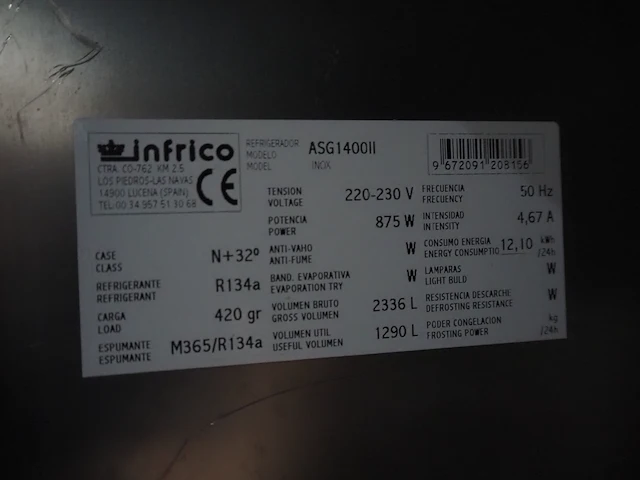 infrico
CTRA. CO-762 KM 2.5
LOS PIEDROS-LAS NAVAS
14900 LUCENA (SPAIN)
TEL: 00 34 957 51 30 68
CE
REFRIGERADOR
MODELO
MODEL
ASG1400II
INOX
9 672091 208156
TENSION
VOLTAGE
220-230 V
FRECUENCIA
FREQUENCY
50 Hz
POTENCIA
POWER
875 W
INTENSIDAD
INTENSITY
4,67 A
CASE
CLASS
N+32º
ANTI-VAHO
ANTI-FUME
W
CONSUMO ENERGIA
ENERGY CONSUMPTIO
12,10
kWh
/24h
REFRIGERANTE
REFRIGERANT
R134a
BAND. EVAPORATIVA
EVAPORATION TRY
W
LAMPARAS
LIGHT BULD
W
CARGA
LOAD
420 gr
VOLUMEN BRUTO
GROSS VOLUMEN
2336 L
RESISTENCIA DESCARCHE
DEFROSTING RESISTANCE
W
ESPUMANTE
ESPUMANTE
M365/R134a
VOLUMEN UTIL
USEFUL VOLUMEN
1290 L
PODER CONGELACION
FROSTING POWER
kg
/24h